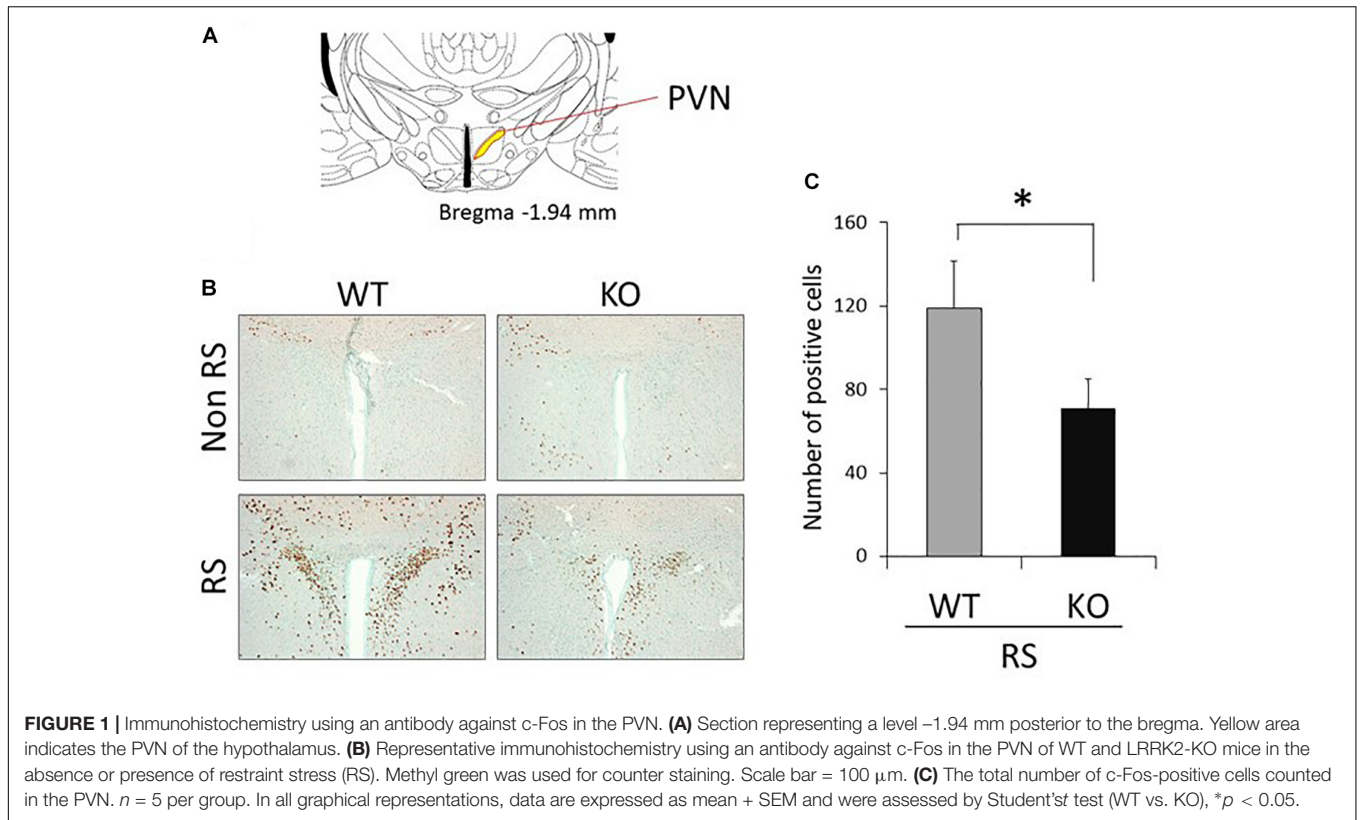 A
PVN
Bregma -1.94 mm
B
WT
KO
Non RS
RS
C
*
160
120
80
40
0
Number of positive cells
WT
KO
RS
FIGURE 1 | Immunohistochemistry using an antibody against c-Fos in the PVN. (A) Section representing a level –1.94 mm posterior to the bregma. Yellow area
indicates the PVN of the hypothalamus. (B) Representative immunohistochemistry using an antibody against c-Fos in the PVN of WT and LRRK2-KO mice in the
absence or presence of restraint stress (RS). Methyl green was used for counter staining. Scale bar = 100 μm. (C) The total number of c-Fos-positive cells counted
in the PVN. n = 5 per group. In all graphical representations, data are expressed as mean + SEM and were assessed by Student'st test (WT vs. KO), *p < 0.05.